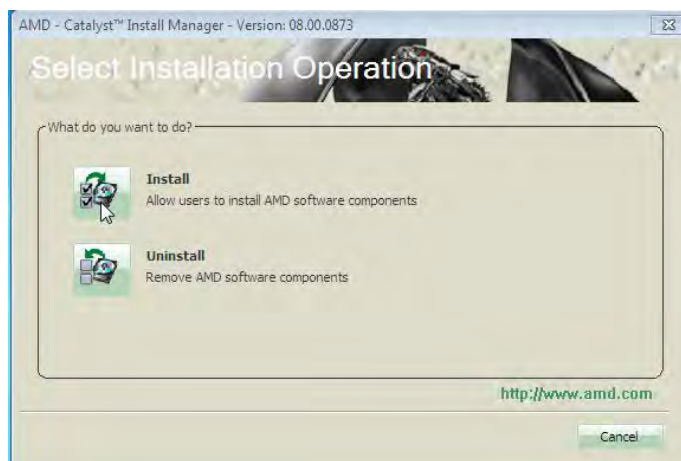 AMD - Catalyst™ Install Manager - Version: 08.00.0873
Select Installation Operation
What do you want to do?
Install
Allow users to install AMD software components
Uninstall
Remove AMD software components
http://www.amd.com
Cancel